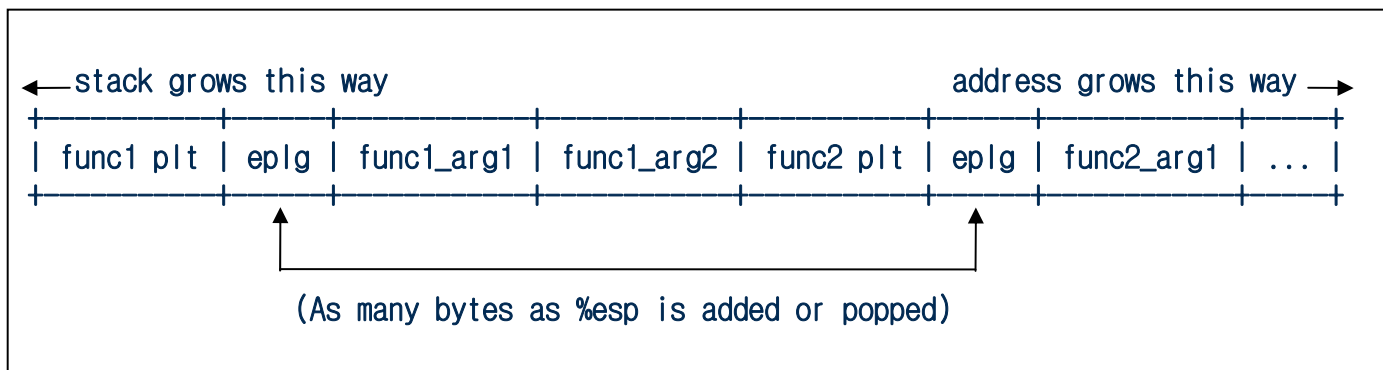 stack grows this way address grows this way
| func1 plt | eplg | func1_arg1 | func1_arg2 | func2 plt | eplg | func2_arg1 | ... |
(As many bytes as %esp is added or popped)